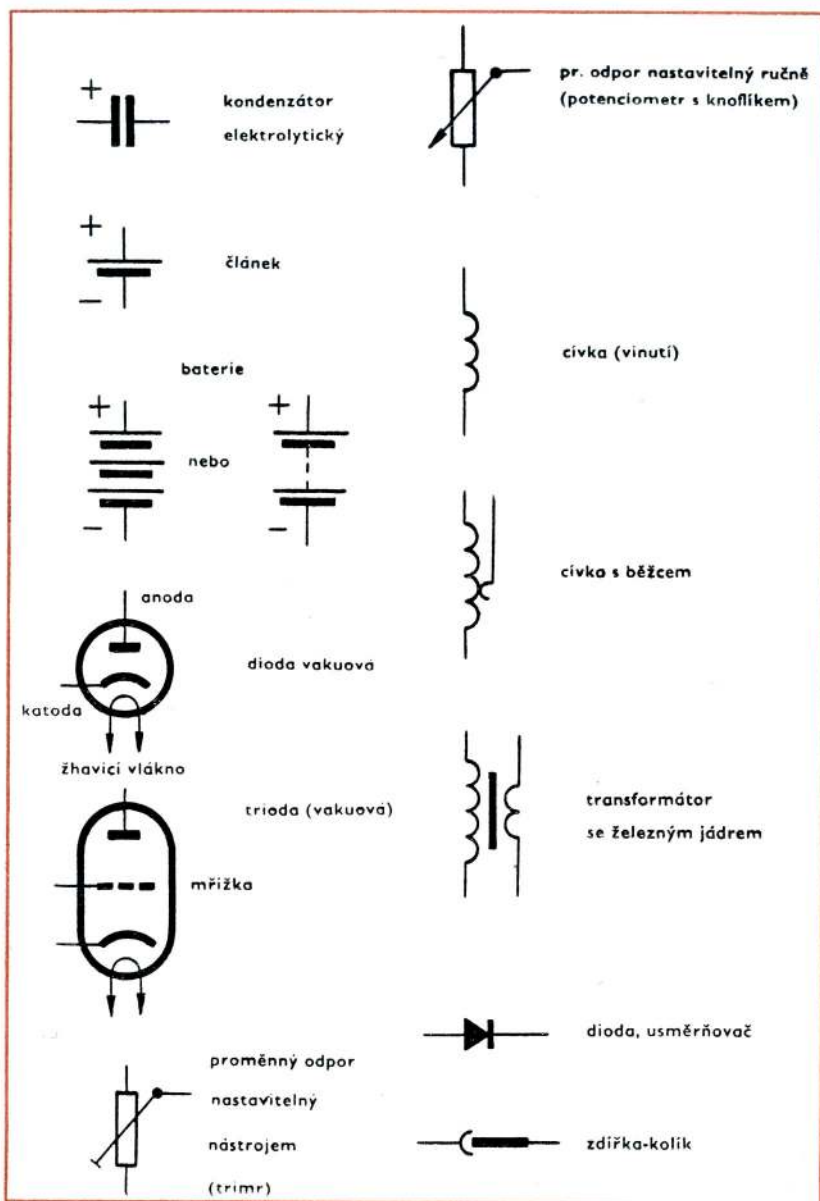 kondenzátor
elektrolytický
článek
baterie
nebo
anoda
dioda vakuová
katoda
žhavicí vlákno
trioda (vakuová)
mřížka
proměnný odpor
nastavitelný
nástrojem
(trimr)
pr. odpor nastavitelný ručně
(potenciometr s knoflíkem)
cívka (vinutí)
cívka s běžcem
transformátor
se železným jádrem
dioda, usměrňovač
zdířka-kolík